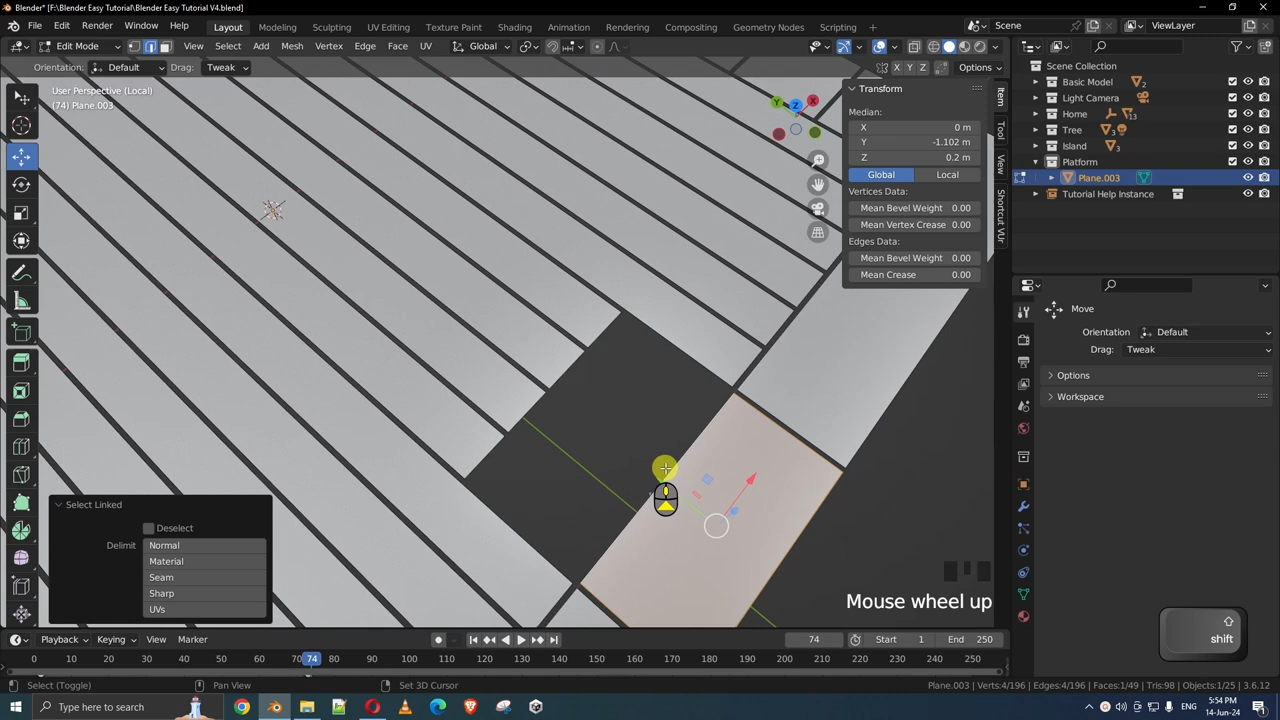 Blender* [F:\Blender Easy Tutorial\Blender Easy Tutorial V4.blend]
File Edit Render Window Help
Layout Modeling Sculpting UV Editing Texture Paint Shading Animation Rendering Compositing Geometry Nodes Scripting
Scene ViewLayer
Edit Mode View Select Add Mesh Vertex Edge Face UV Global
Orientation: Default Drag: Tweak X Y Z Options
User Perspective (Local)
(74) Plane.003
Y Z X
Transform
Median:
X 0 m
Y -1.102 m
Z 0.2 m
Global Local
Vertices Data:
Mean Bevel Weight 0.00
Mean Vertex Crease 0.00
Edges Data:
Mean Bevel Weight 0.00
Mean Crease 0.00
Item
Tool
View
Shortcut VUr
Scene Collection
Basic Model 2
Light Camera
Home 13
Tree 3
Island 3
Platform
Plane.003
Tutorial Help Instance
Move
Orientation Default
Drag: Tweak
Options
Workspace
Select Linked
Deselect
Delimit Normal
Material
Seam
Sharp
UVs
Mouse wheel up
shift
Playback Keying View Marker 74 Start 1 End 250
0 10 20 30 40 50 60 70 74 80 90 100 110 120 130 140 150 160 170 180 190 200 210 220 230 240 250
Select (Toggle) Pan View Set 3D Cursor Plane.003 | Verts:4/196 | Edges:4/196 | Faces:1/49 | Tris:98 | Objects:1/25 | 3.6.12
Type here to search
5:54 PM
14-Jun-24